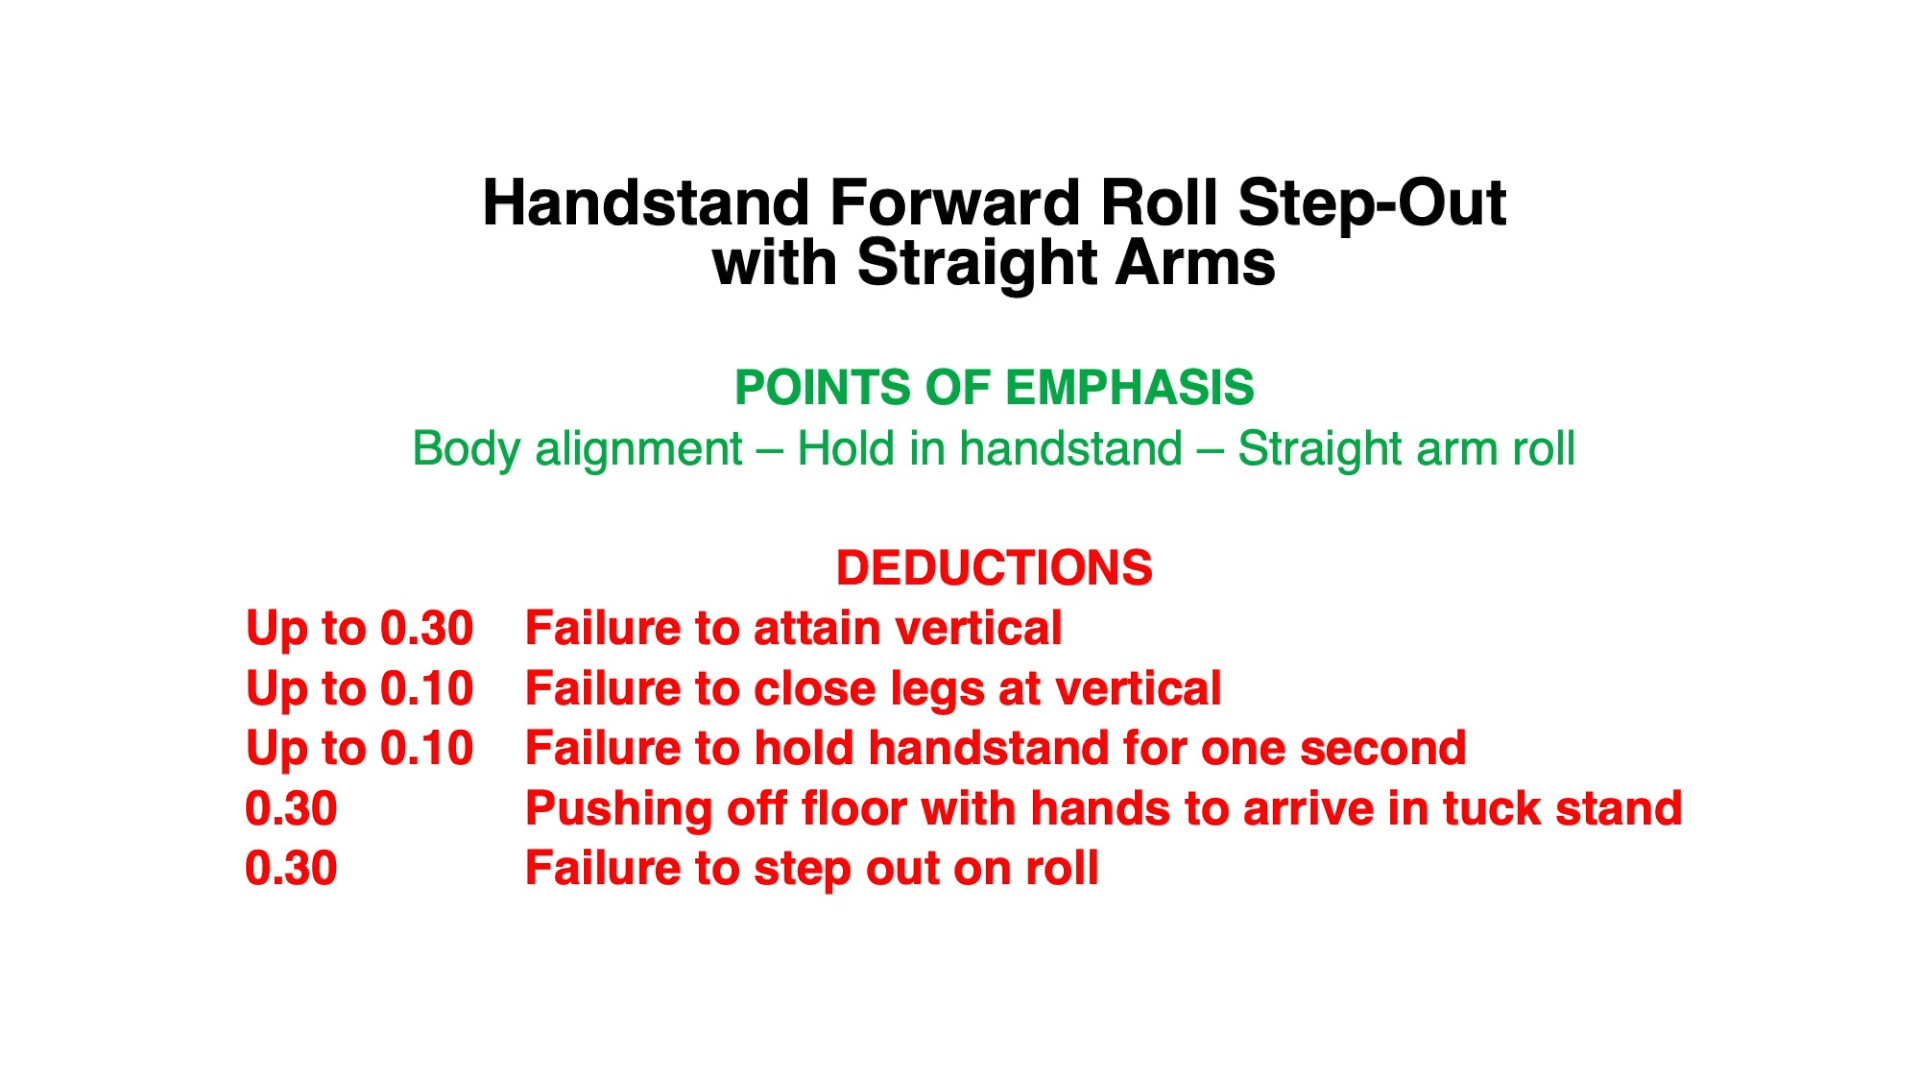 Handstand Forward Roll Step-Out
with Straight Arms
POINTS OF EMPHASIS
Body alignment – Hold in handstand – Straight arm roll
DEDUCTIONS
Up to 0.30 Failure to attain vertical
Up to 0.10 Failure to close legs at vertical
Up to 0.10 Failure to hold handstand for one second
0.30 Pushing off floor with hands to arrive in tuck stand
0.30 Failure to step out on roll